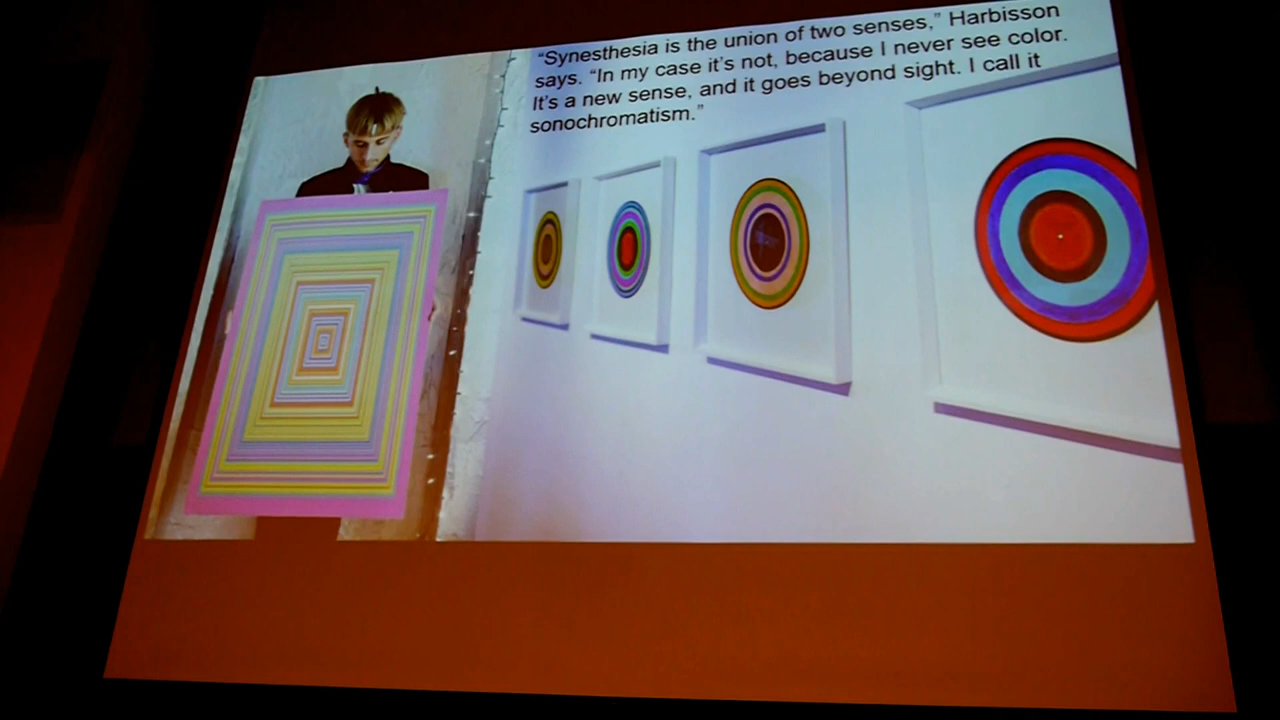 “Synesthesia is the union of two senses,” Harbisson
says. “In my case it’s not, because I never see color.
It’s a new sense, and it goes beyond sight. I call it
sonochromatism.”